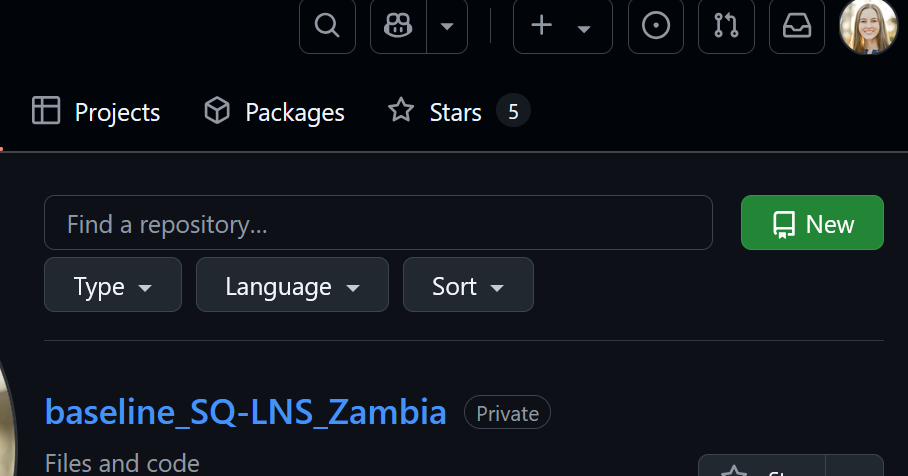 Projects Packages Stars 5
Find a repository...
New
Type Language Sort
baseline_SQ-LNS_Zambia Private
Files and code